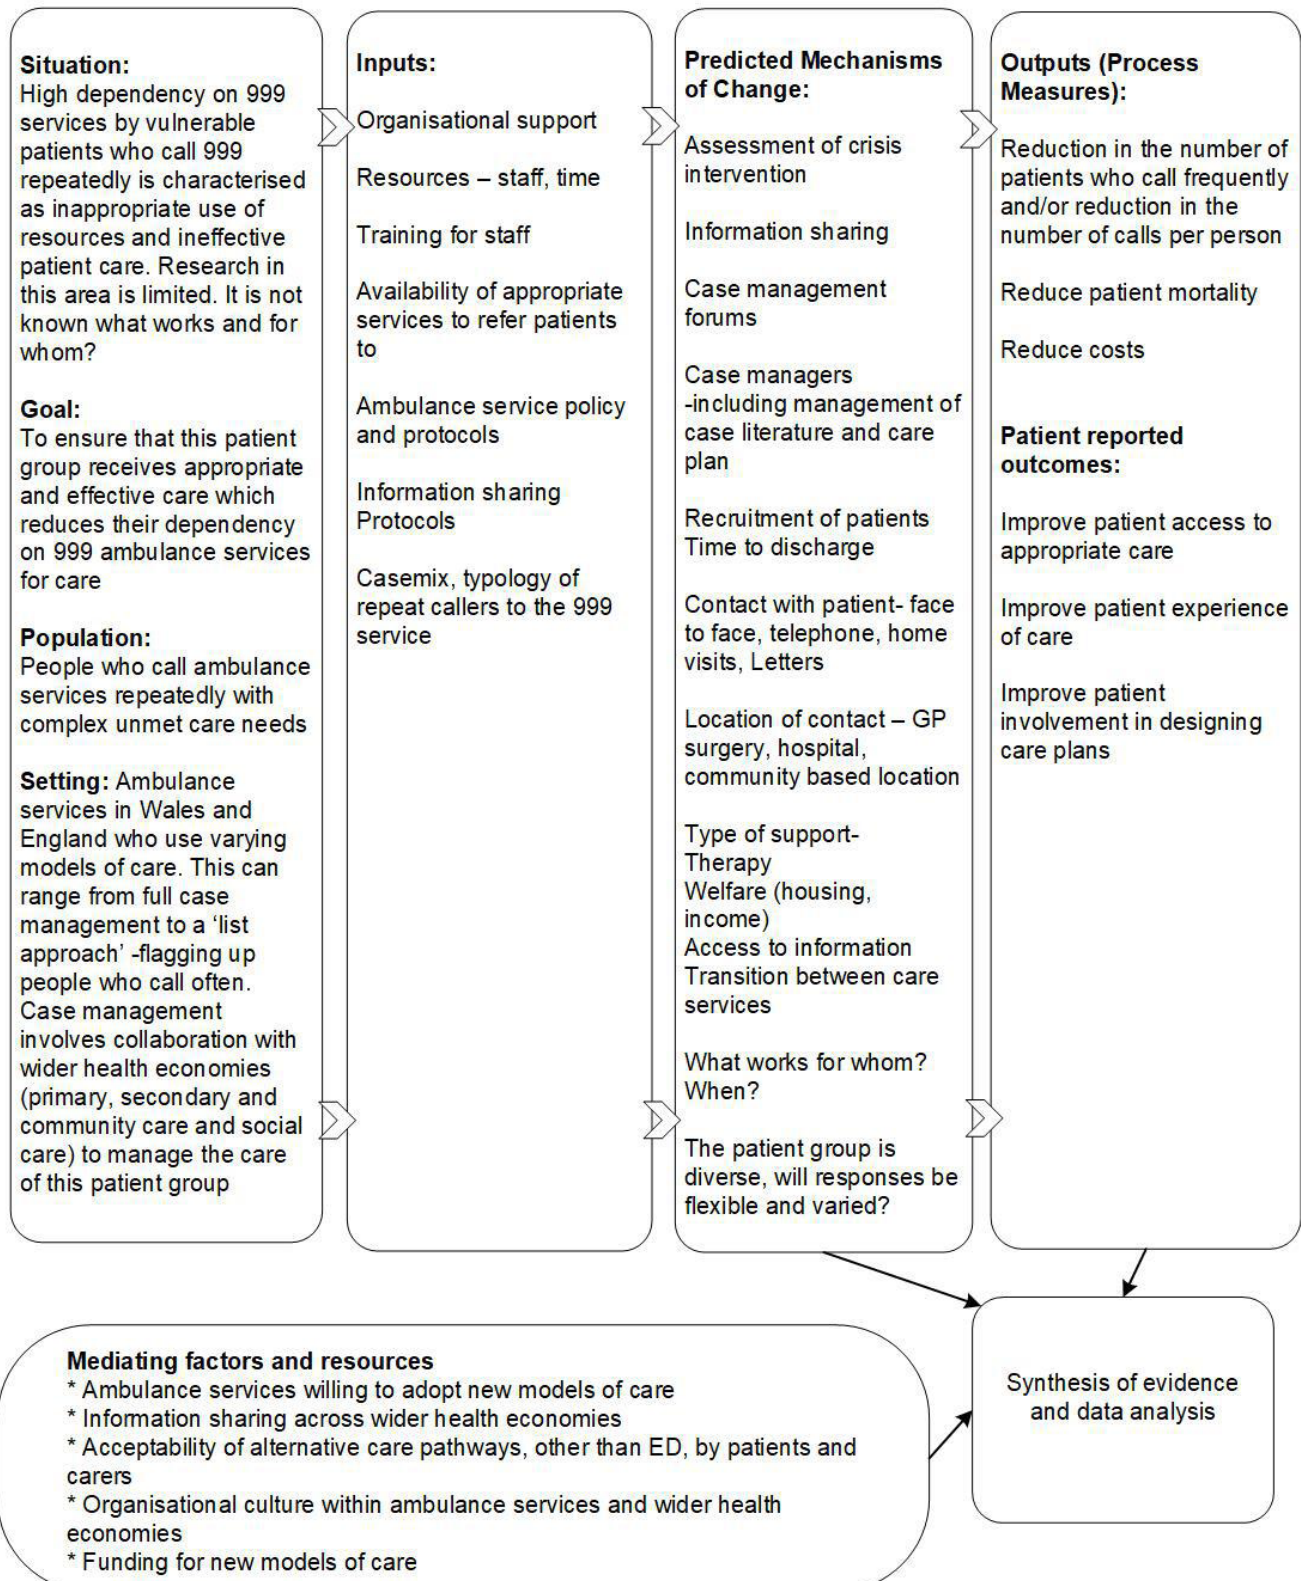 Situation:
High dependency on 999
services by vulnerable
patients who call 999
repeatedly is characterised
as inappropriate use of
resources and ineffective
patient care. Research in
this area is limited. It is not
known what works and for
whom?
Goal:
To ensure that this patient
group receives appropriate
and effective care which
reduces their dependency
on 999 ambulance services
for care
Population:
People who call ambulance
services repeatedly with
complex unmet care needs
Setting: Ambulance
services in Wales and
England who use varying
models of care. This can
range from full case
management to a ‘list
approach’ -flagging up
people who call often.
Case management
involves collaboration with
wider health economies
(primary, secondary and
community care and social
care) to manage the care
of this patient group
Inputs:
Organisational support
Resources – staff, time
Training for staff
Availability of appropriate
services to refer patients
to
Ambulance service policy
and protocols
Information sharing
Protocols
Casemix, typology of
repeat callers to the 999
service
Predicted Mechanisms
of Change:
Assessment of crisis
intervention
Information sharing
Case management
forums
Case managers
-including management of
case literature and care
plan
Recruitment of patients
Time to discharge
Contact with patient- face
to face, telephone, home
visits, Letters
Location of contact – GP
surgery, hospital,
community based location
Type of support-
Therapy
Welfare (housing,
income)
Access to information
Transition between care
services
What works for whom?
When?
The patient group is
diverse, will responses be
flexible and varied?
Outputs (Process
Measures):
Reduction in the number of
patients who call frequently
and/or reduction in the
number of calls per person
Reduce patient mortality
Reduce costs
Patient reported
outcomes:
Improve patient access to
appropriate care
Improve patient experience
of care
Improve patient
involvement in designing
care plans
Mediating factors and resources
* Ambulance services willing to adopt new models of care
* Information sharing across wider health economies
* Acceptability of alternative care pathways, other than ED, by patients and
carers
* Organisational culture within ambulance services and wider health
economies
* Funding for new models of care
Synthesis of evidence
and data analysis